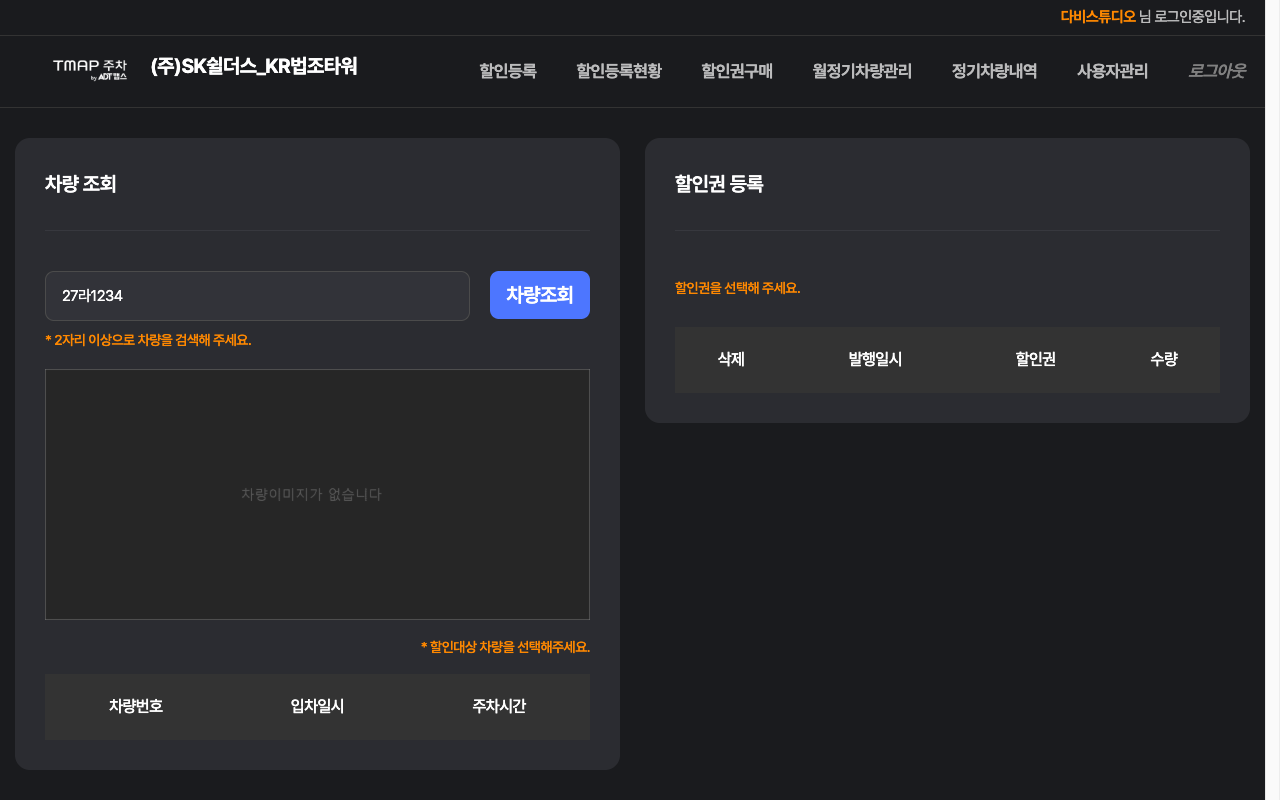 다비스튜디오 님 로그인중입니다.
TMAP 주차
by ADT캡스
(주)SK쉴더스_KR법조타워
할인등록 할인등록현황 할인권구매 월정기차량관리 정기차량내역 사용자관리 로그아웃
차량 조회
27라1234
차량조회
* 2자리 이상으로 차량을 검색해 주세요.
차량이미지가 없습니다
* 할인대상 차량을 선택해주세요.
차량번호 입차일시 주차시간
할인권 등록
할인권을 선택해 주세요.
삭제 발행일시 할인권 수량